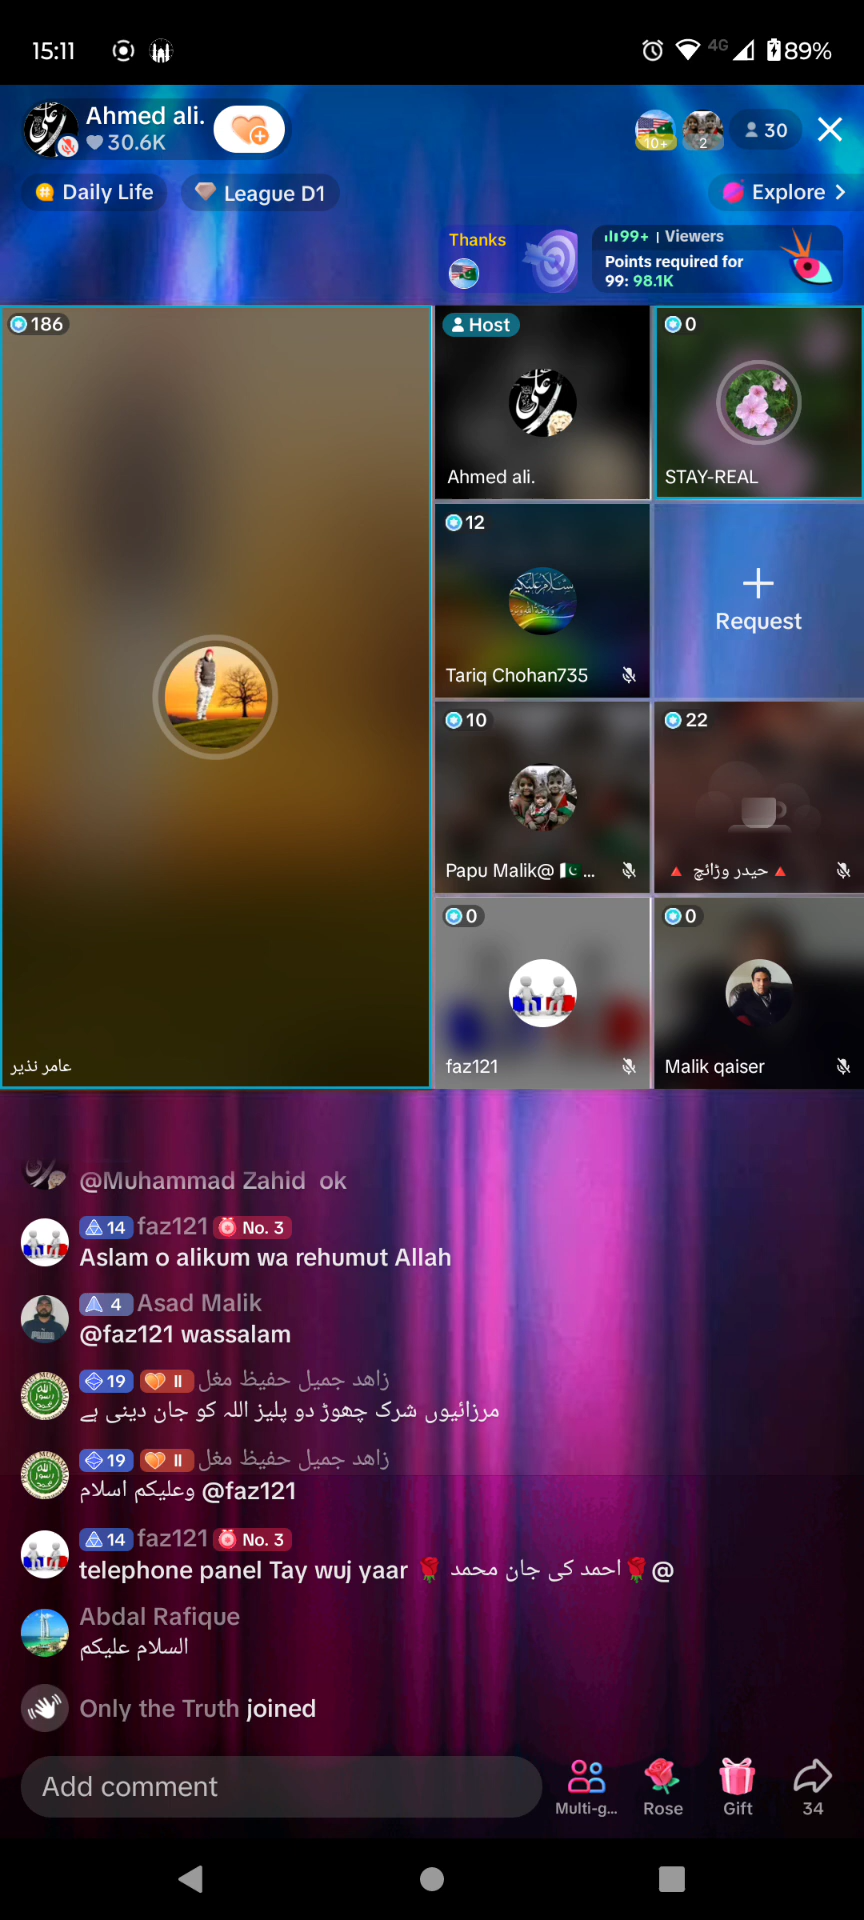 15:11
4G
89%
Ahmed ali.
30.6K
10+
2
30
Daily Life
League D1
Explore
Thanks
99+ | Viewers
Points required for
99: 98.1K
186
Host
0
علی
Ahmed ali.
STAY-REAL
12
Request
Tariq Chohan735
10
22
Papu Malik@ 🇵🇰 ...
🔺 حیدر وڑائچ 🔺
0
0
عامر نذیر
faz121
Malik qaiser
@Muhammad Zahid ok
14 faz121 No. 3
Aslam o alikum wa rehumut Allah
4 Asad Malik
@faz121 wassalam
19 II زاھد جمیل حفیظ مغل
مرزائیوں شرک چھوڑ دو پلیز اللہ کو جان دینی ہے
19 II زاھد جمیل حفیظ مغل
وعلیکم اسلام @faz121
14 faz121 No. 3
telephone panel Tay wuj yaar 🌹 احمد کی جان محمد 🌹@
Abdal Rafique
السلام علیکم
Only the Truth joined
Add comment
Multi-g...
Rose
Gift
34